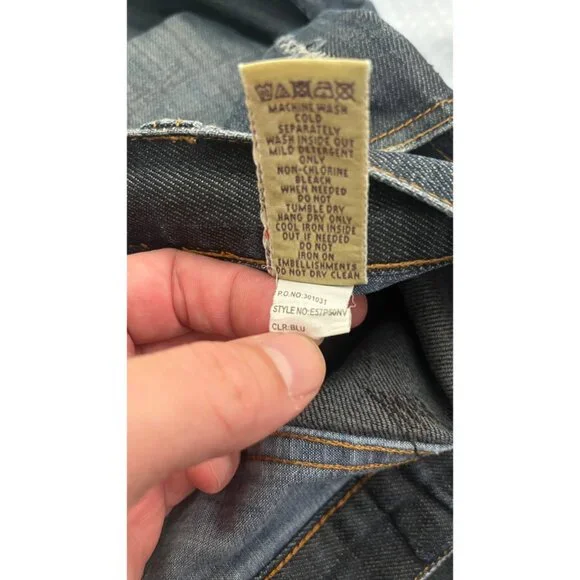 MACHINE WASH
COLD
SEPARATELY
WASH INSIDE OUT
MILD DETERGENT
ONLY
NON-CHLORINE
BLEACH
WHEN NEEDED
DO NOT
TUMBLE DRY
HANG DRY ONLY
COOL IRON INSIDE
OUT IF NEEDED
DO NOT
IRON ON
EMBELLISHMENTS
DO NOT DRY CLEAN
P.O.NO:301031
STYLE NO:E5TP50NV
CLR:BLU